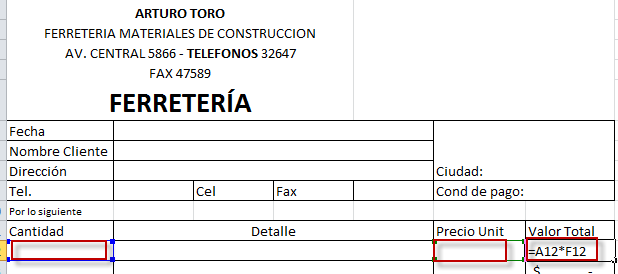 ARTURO TORO
FERRETERIA MATERIALES DE CONSTRUCCION
AV. CENTRAL 5866 - TELEFONOS 32647
FAX 47589
FERRETERÍA
Fecha
Nombre Cliente
Dirección Ciudad:
Tel. Cel Fax Cond de pago:
Por lo siguiente
Cantidad Detalle Precio Unit Valor Total
=A12*F12
$ -